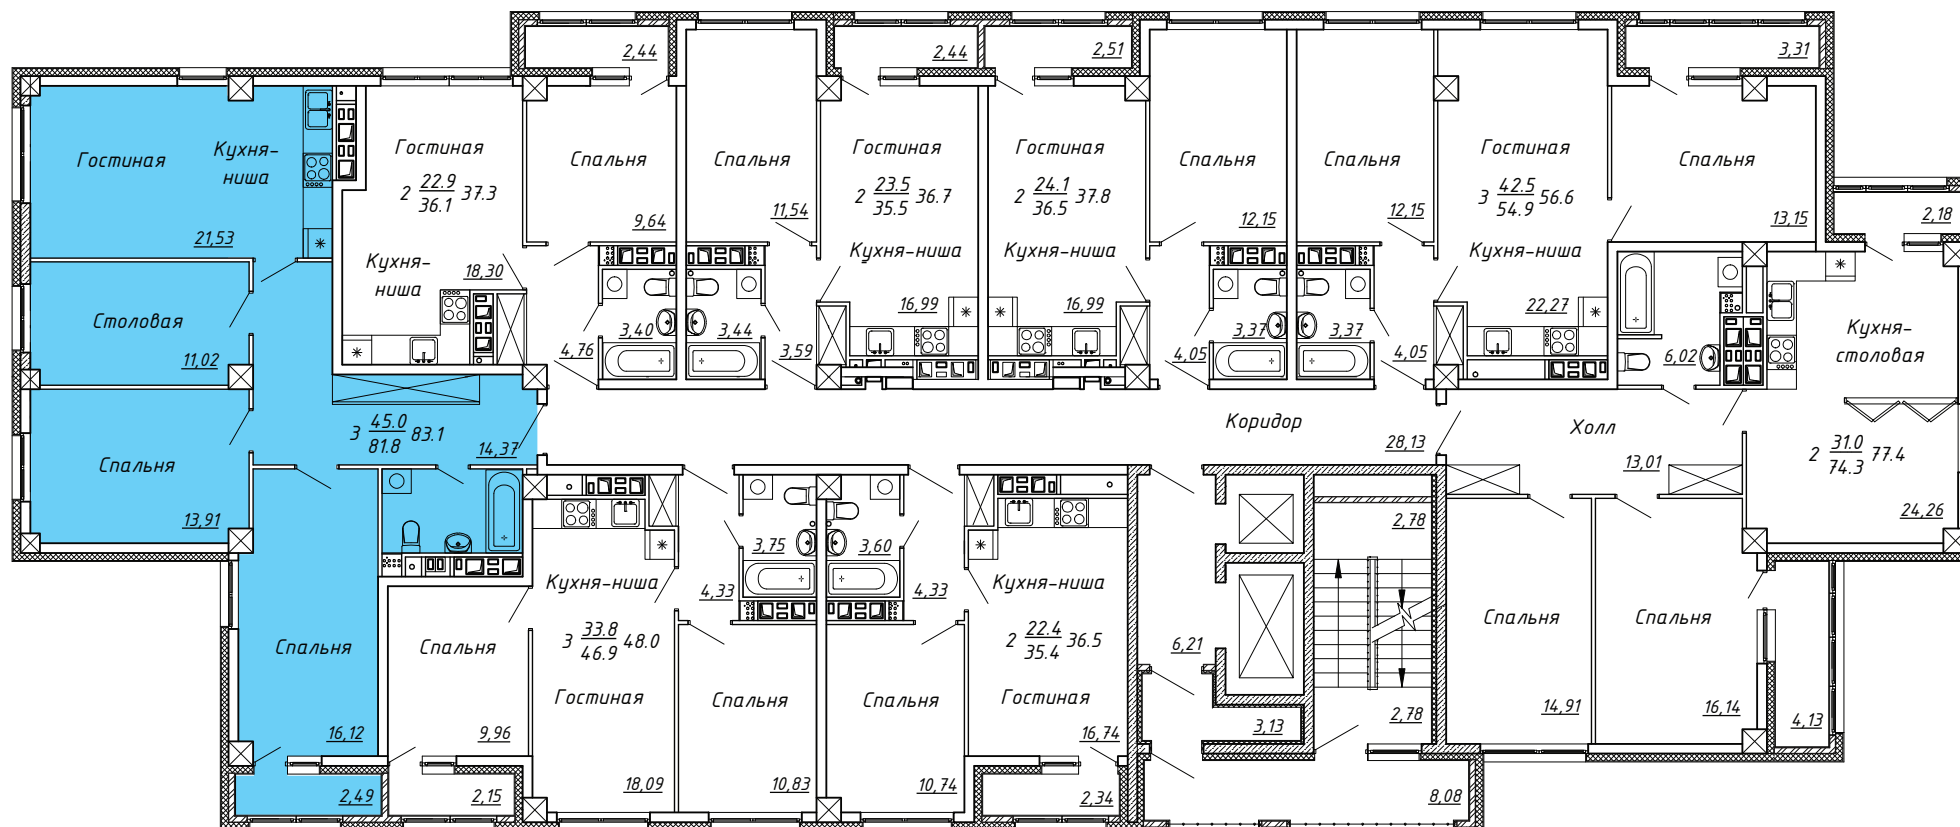 2,44
2,44
2,51
3,31
Гостиная
Кухня-
ниша
21,53
Гостиная
2 22.9 37.3
36.1
Кухня-
ниша
18,30
Спальня
9,64
Спальня
11,54
Гостиная
2 23.5 36.7
35.5
Кухня-ниша
16,99
Гостиная
2 24.1 37.8
36.5
Кухня-ниша
16,99
Спальня
12,15
Спальня
12,15
Гостиная
3 42.5 56.6
54.9
Кухня-ниша
22,27
Спальня
13,15
2,18
Столовая
11,02
3,40
4,76
3,44
3,59
3,37
4,05
3,37
4,05
6,02
Кухня-
столовая
Спальня
13,91
3 45.0 83.1
81.8
14,37
Коридор
28,13
Холл
13,01
2 31.0 77.4
74.3
24,26
Спальня
16,12
2,49
Спальня
9,96
2,15
Кухня-ниша
3 33.8 48.0
46.9
Гостиная
18,09
3,75
4,33
Спальня
10,83
3,60
4,33
Спальня
10,74
Кухня-ниша
2 22.4 36.5
35.4
Гостиная
16,74
2,34
6,21
3,13
2,78
2,78
8,08
Спальня
14,91
Спальня
16,14
4,13